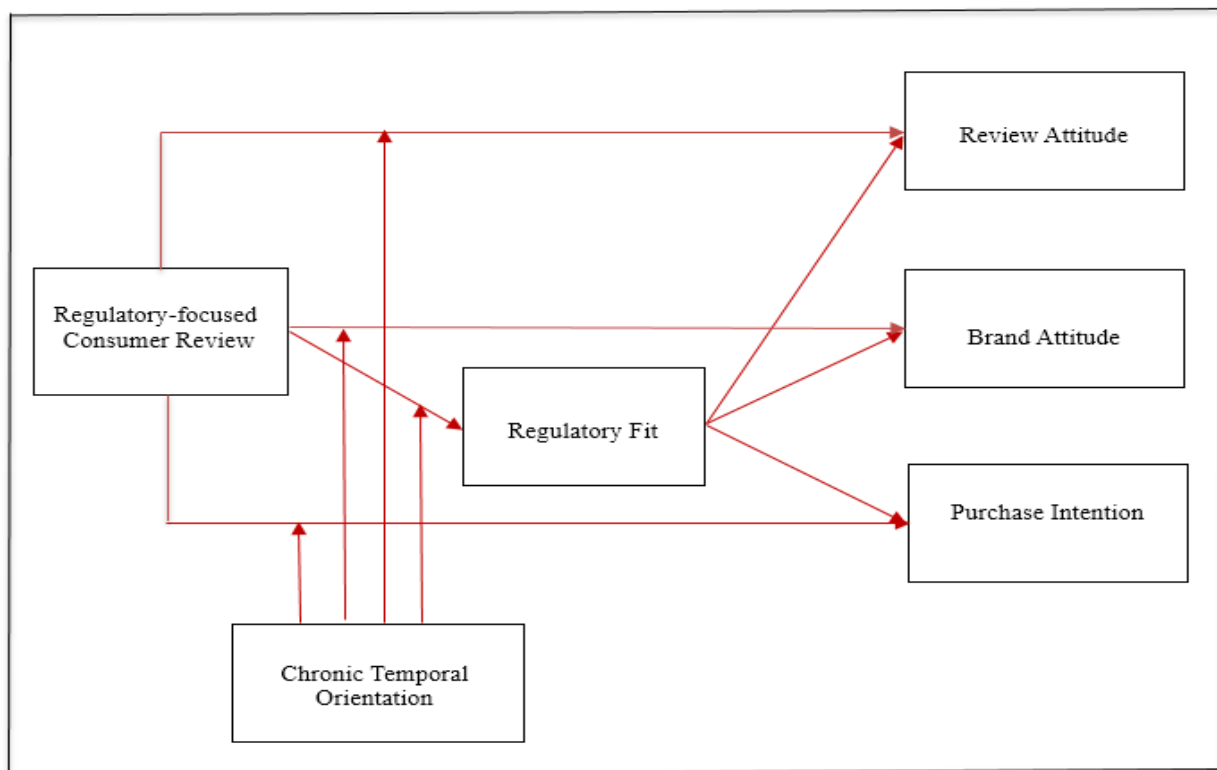 Review Attitude
Regulatory-focused
Consumer Review
Brand Attitude
Regulatory Fit
Purchase Intention
Chronic Temporal
Orientation